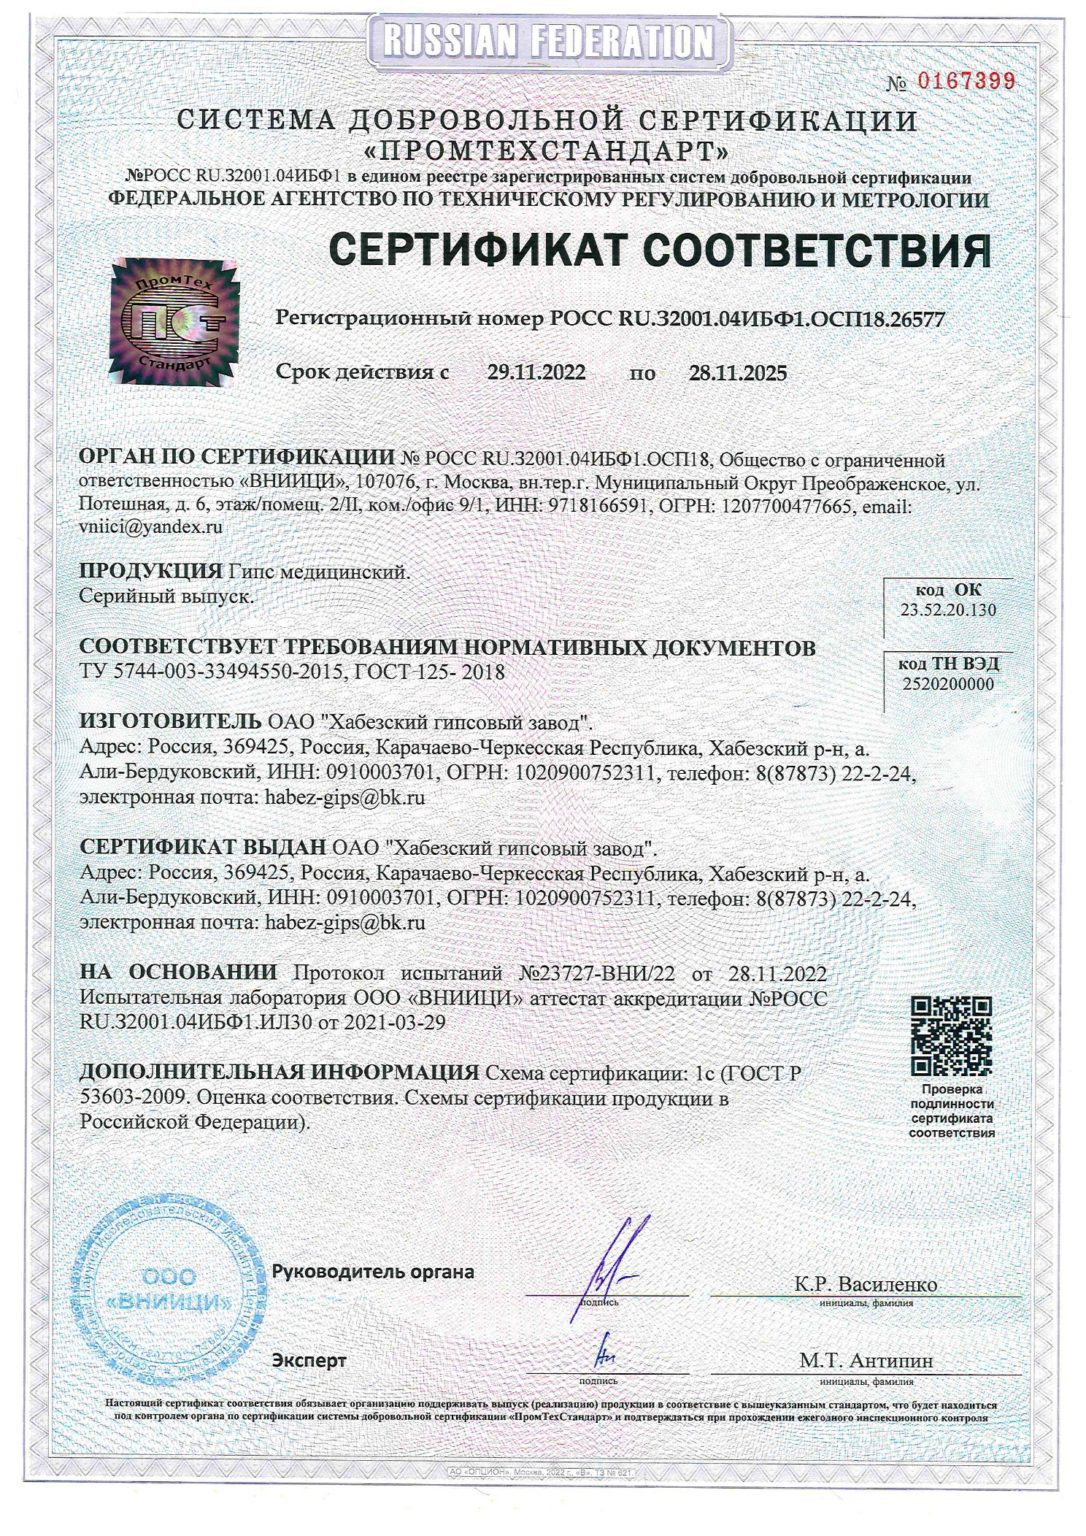 RUSSIAN FEDERATION
№ 0167399
СИСТЕМА ДОБРОВОЛЬНОЙ СЕРТИФИКАЦИИ
«ПРОМТЕХСТАНДАРТ»
№РОСС RU.32001.04ИБФ1 в едином реестре зарегистрированных систем добровольной сертификации
ФЕДЕРАЛЬНОЕ АГЕНТСТВО ПО ТЕХНИЧЕСКОМУ РЕГУЛИРОВАНИЮ И МЕТРОЛОГИИ
СЕРТИФИКАТ СООТВЕТСТВИЯ
ПромТех
ПСТ
Стандарт
Регистрационный номер РОСС RU.32001.04ИБФ1.ОСП18.26577
Срок действия с 29.11.2022 по 28.11.2025
ОРГАН ПО СЕРТИФИКАЦИИ № РОСС RU.32001.04ИБФ1.ОСП18, Общество с ограниченной
ответственностью «ВНИИЦИ», 107076, г. Москва, вн.тер.г. Муниципальный Округ Преображенское, ул.
Потешная, д. 6, этаж/помещ. 2/II, ком./офис 9/1, ИНН: 9718166591, ОГРН: 1207700477665, email:
vniici@yandex.ru
ПРОДУКЦИЯ Гипс медицинский.
Серийный выпуск.
код ОК
23.52.20.130
СООТВЕТСТВУЕТ ТРЕБОВАНИЯМ НОРМАТИВНЫХ ДОКУМЕНТОВ
ТУ 5744-003-33494550-2015, ГОСТ 125- 2018
код ТН ВЭД
2520200000
ИЗГОТОВИТЕЛЬ ОАО "Хабезский гипсовый завод".
Адрес: Россия, 369425, Россия, Карачаево-Черкесская Республика, Хабезский р-н, а.
Али-Бердуковский, ИНН: 0910003701, ОГРН: 1020900752311, телефон: 8(87873) 22-2-24,
электронная почта: habez-gips@bk.ru
СЕРТИФИКАТ ВЫДАН ОАО "Хабезский гипсовый завод".
Адрес: Россия, 369425, Россия, Карачаево-Черкесская Республика, Хабезский р-н, а.
Али-Бердуковский, ИНН: 0910003701, ОГРН: 1020900752311, телефон: 8(87873) 22-2-24,
электронная почта: habez-gips@bk.ru
НА ОСНОВАНИИ Протокол испытаний №23727-ВНИ/22 от 28.11.2022
Испытательная лаборатория ООО «ВНИИЦИ» аттестат аккредитации №РОСС
RU.32001.04ИБФ1.ИЛ30 от 2021-03-29
ДОПОЛНИТЕЛЬНАЯ ИНФОРМАЦИЯ Схема сертификации: 1с (ГОСТ Р
53603-2009. Оценка соответствия. Схемы сертификации продукции в
Российской Федерации).
Проверка
подлинности
сертификата
соответствия
ООО
«ВНИИЦИ»
Руководитель органа
подпись
К.Р. Василенко
инициалы, фамилия
Эксперт
подпись
М.Т. Антипин
инициалы, фамилия
Настоящий сертификат соответствия обязывает организацию поддерживать выпуск (реализацию) продукции в соответствие с вышеуказанным стандартом, что будет находиться
под контролем органа по сертификации системы добровольной сертификации «ПромТехСтандарт» и подтверждаться при прохождении ежегодного инспекционного контроля
АО «ОПЦИОН», Москва, 2022 г., «В». ТЗ № 621.